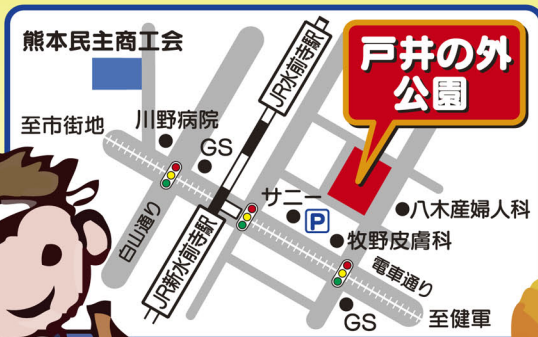 熊本民主商工会
JR水前寺駅
戸井の外
公園
至市街地
川野病院
GS
サニー
P
八木産婦人科
牧野皮膚科
白山通り
JR新水前寺駅
電車通り
GS
至健軍